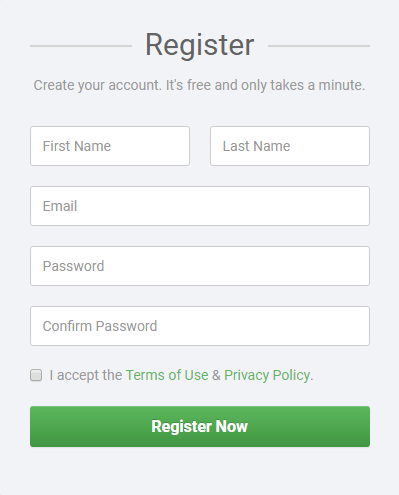 Register
Create your account. It's free and only takes a minute.
First Name Last Name
Email
Password
Confirm Password
I accept the Terms of Use & Privacy Policy.
Register Now